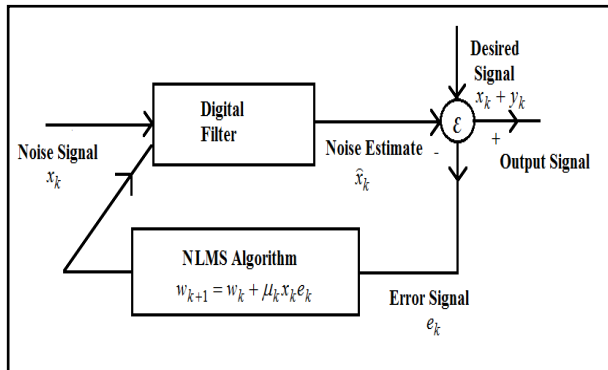 Desired
Signal
x_k + y_k
Digital
Filter
ε
-
+
Noise Signal
x_k
Noise Estimate
x̂_k
Output Signal
NLMS Algorithm
w_{k+1} = w_k + μ_k x_k e_k
Error Signal
e_k